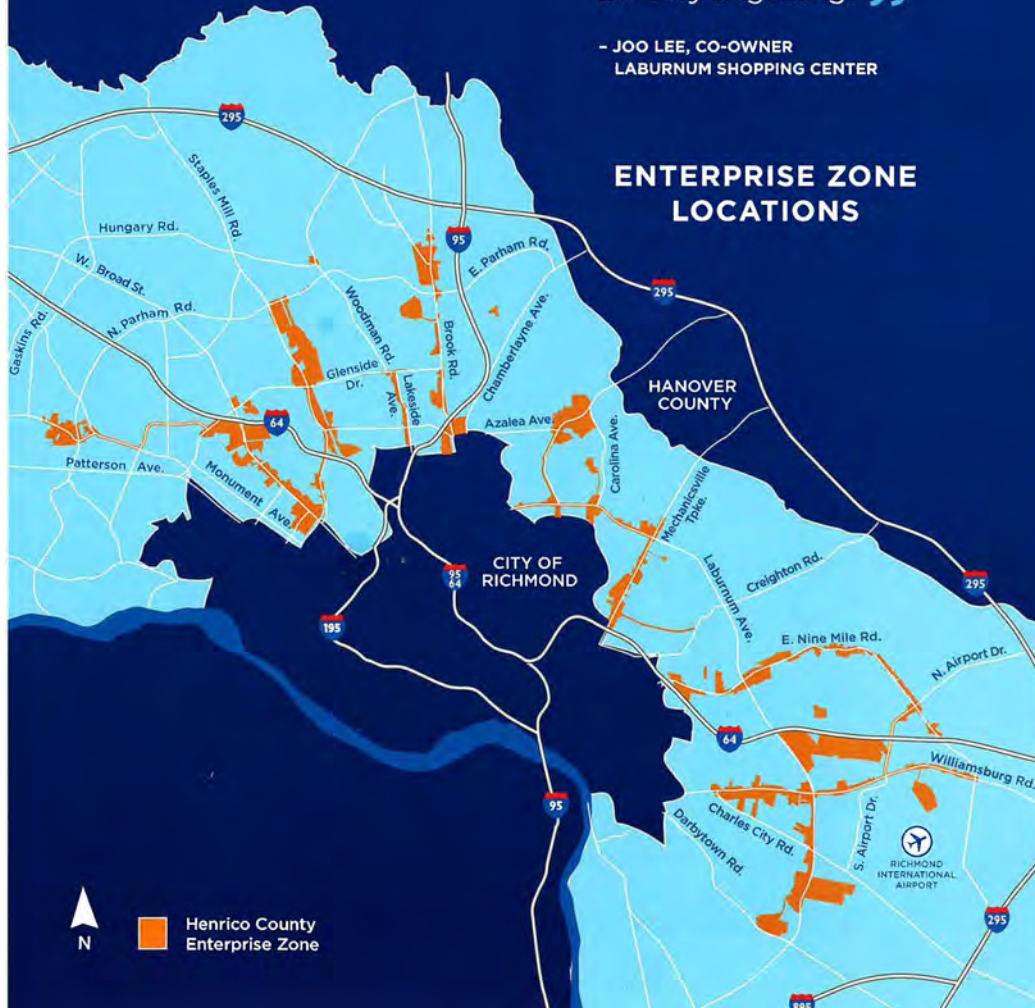 – JOO LEE, CO-OWNER
LABURNUM SHOPPING CENTER
ENTERPRISE ZONE
LOCATIONS
295
Staples Mill Rd.
Hungary Rd.
95
E. Parham Rd.
W. Broad St.
295
N. Parham Rd.
Woodman Rd.
Gaskins Rd.
Brook Rd.
Chamberlayne Ave.
Glenside
Dr.
Lakeside
Ave.
HANOVER
COUNTY
64
Azalea Ave.
Carolina Ave.
Patterson Ave.
Monument Ave.
Mechanicsville
Tpke.
CITY OF
RICHMOND
95
64
Laburnum Ave.
Creighton Rd.
295
195
E. Nine Mile Rd.
N. Airport Dr.
64
Williamsburg Rd.
95
Charles City Rd.
S. Airport Dr.
Darbytown Rd.
RICHMOND
INTERNATIONAL
AIRPORT
N
Henrico County
Enterprise Zone
295
895